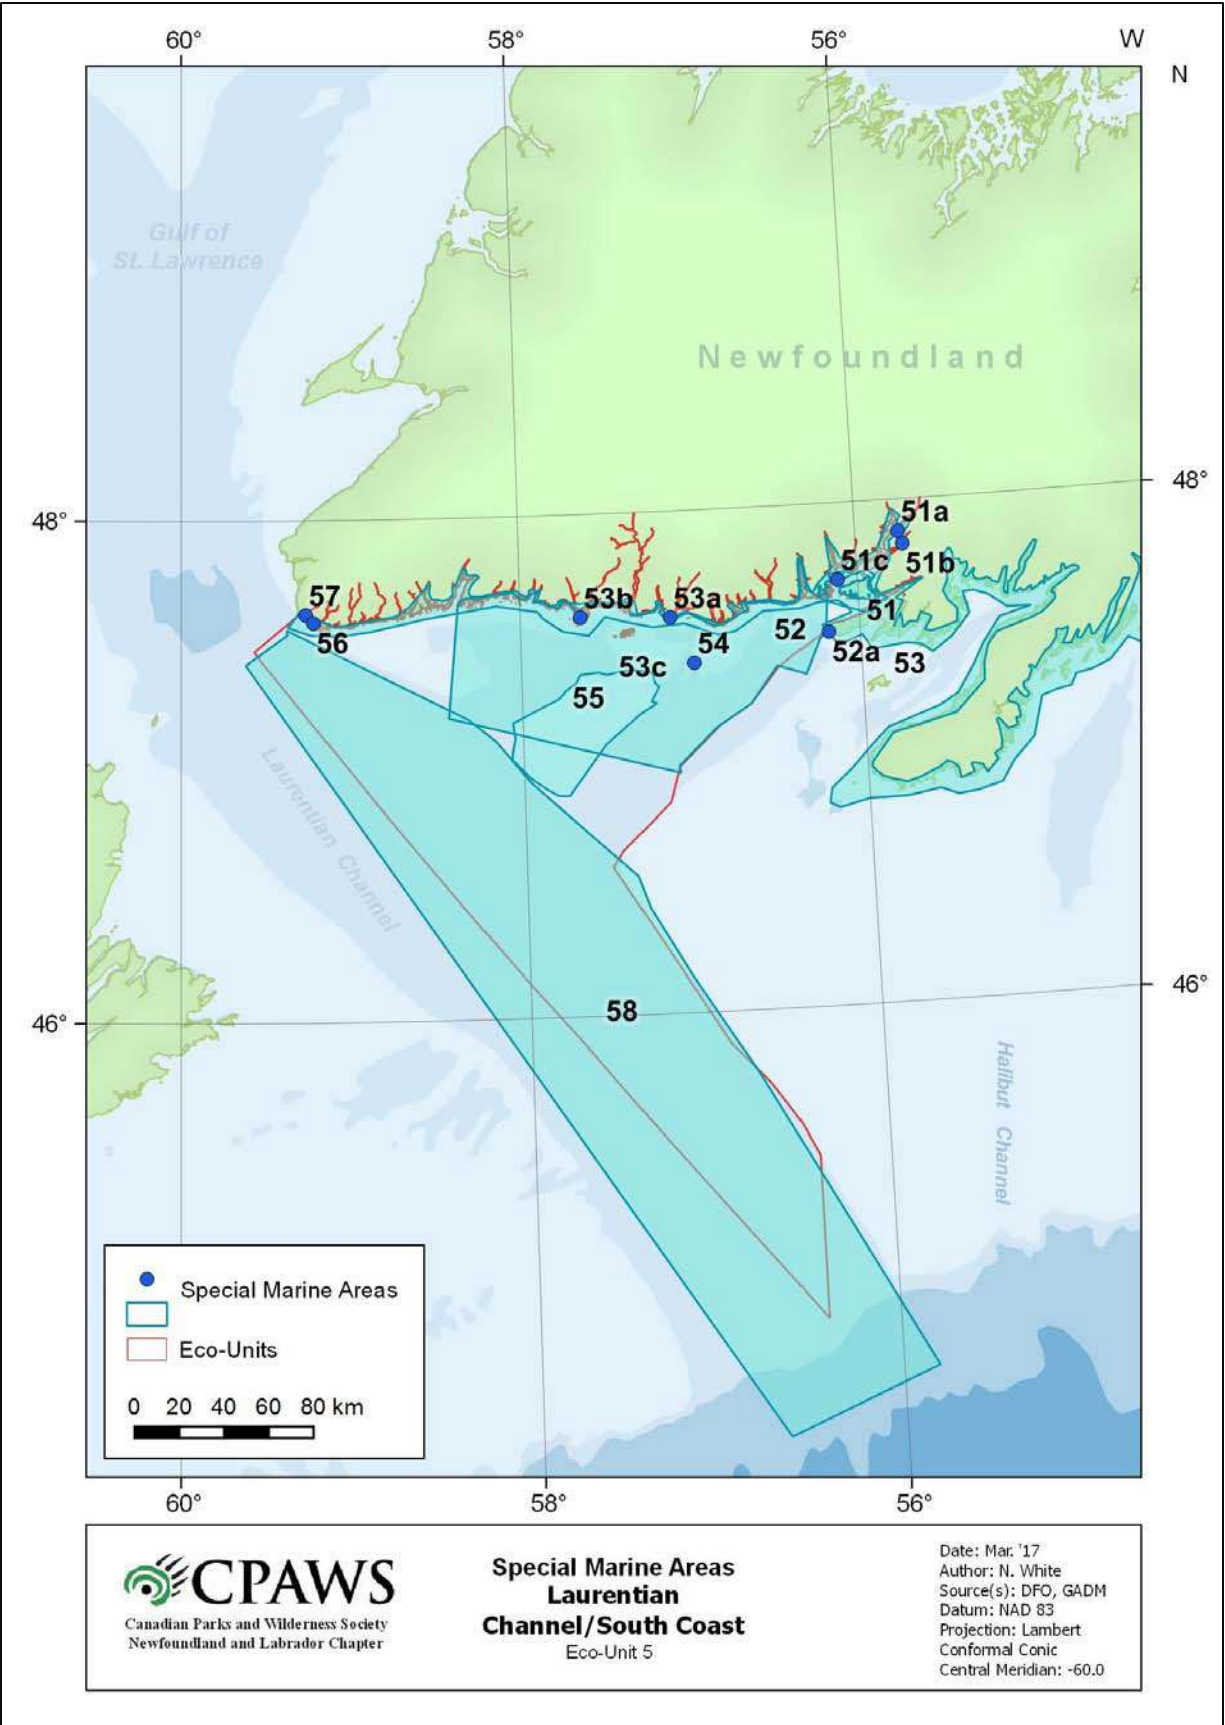 60°
58°
56°
W
N
Gulf of
St. Lawrence
Newfoundland
48°
48°
51a
51b
51c
51
57
56
53b
53a
52
54
52a
53
53c
55
Laurentian Channel
58
46°
46°
Halibut Channel
Special Marine Areas
Eco-Units
0 20 40 60 80 km
60°
58°
56°
CPAWS
Canadian Parks and Wilderness Society
Newfoundland and Labrador Chapter
Special Marine Areas
Laurentian
Channel/South Coast
Eco-Unit 5
Date: Mar. '17
Author: N. White
Source(s): DFO, GADM
Datum: NAD 83
Projection: Lambert
Conformal Conic
Central Meridian: -60.0